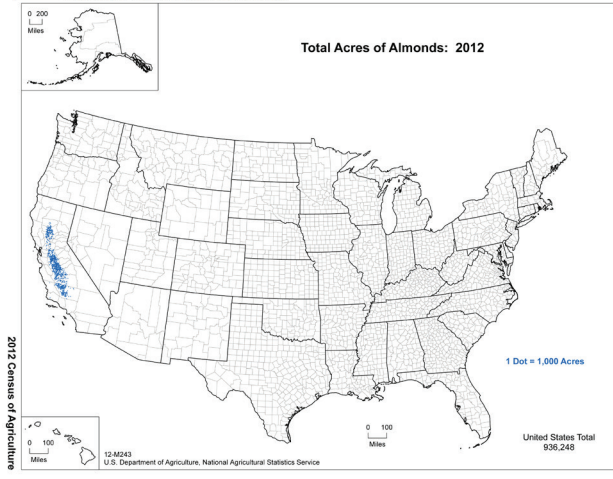 0 200
Miles
Total Acres of Almonds: 2012
1 Dot = 1,000 Acres
2012 Census of Agriculture
0 100
Miles
12-M243
U.S. Department of Agriculture, National Agricultural Statistics Service
0 100
Miles
United States Total
936,248